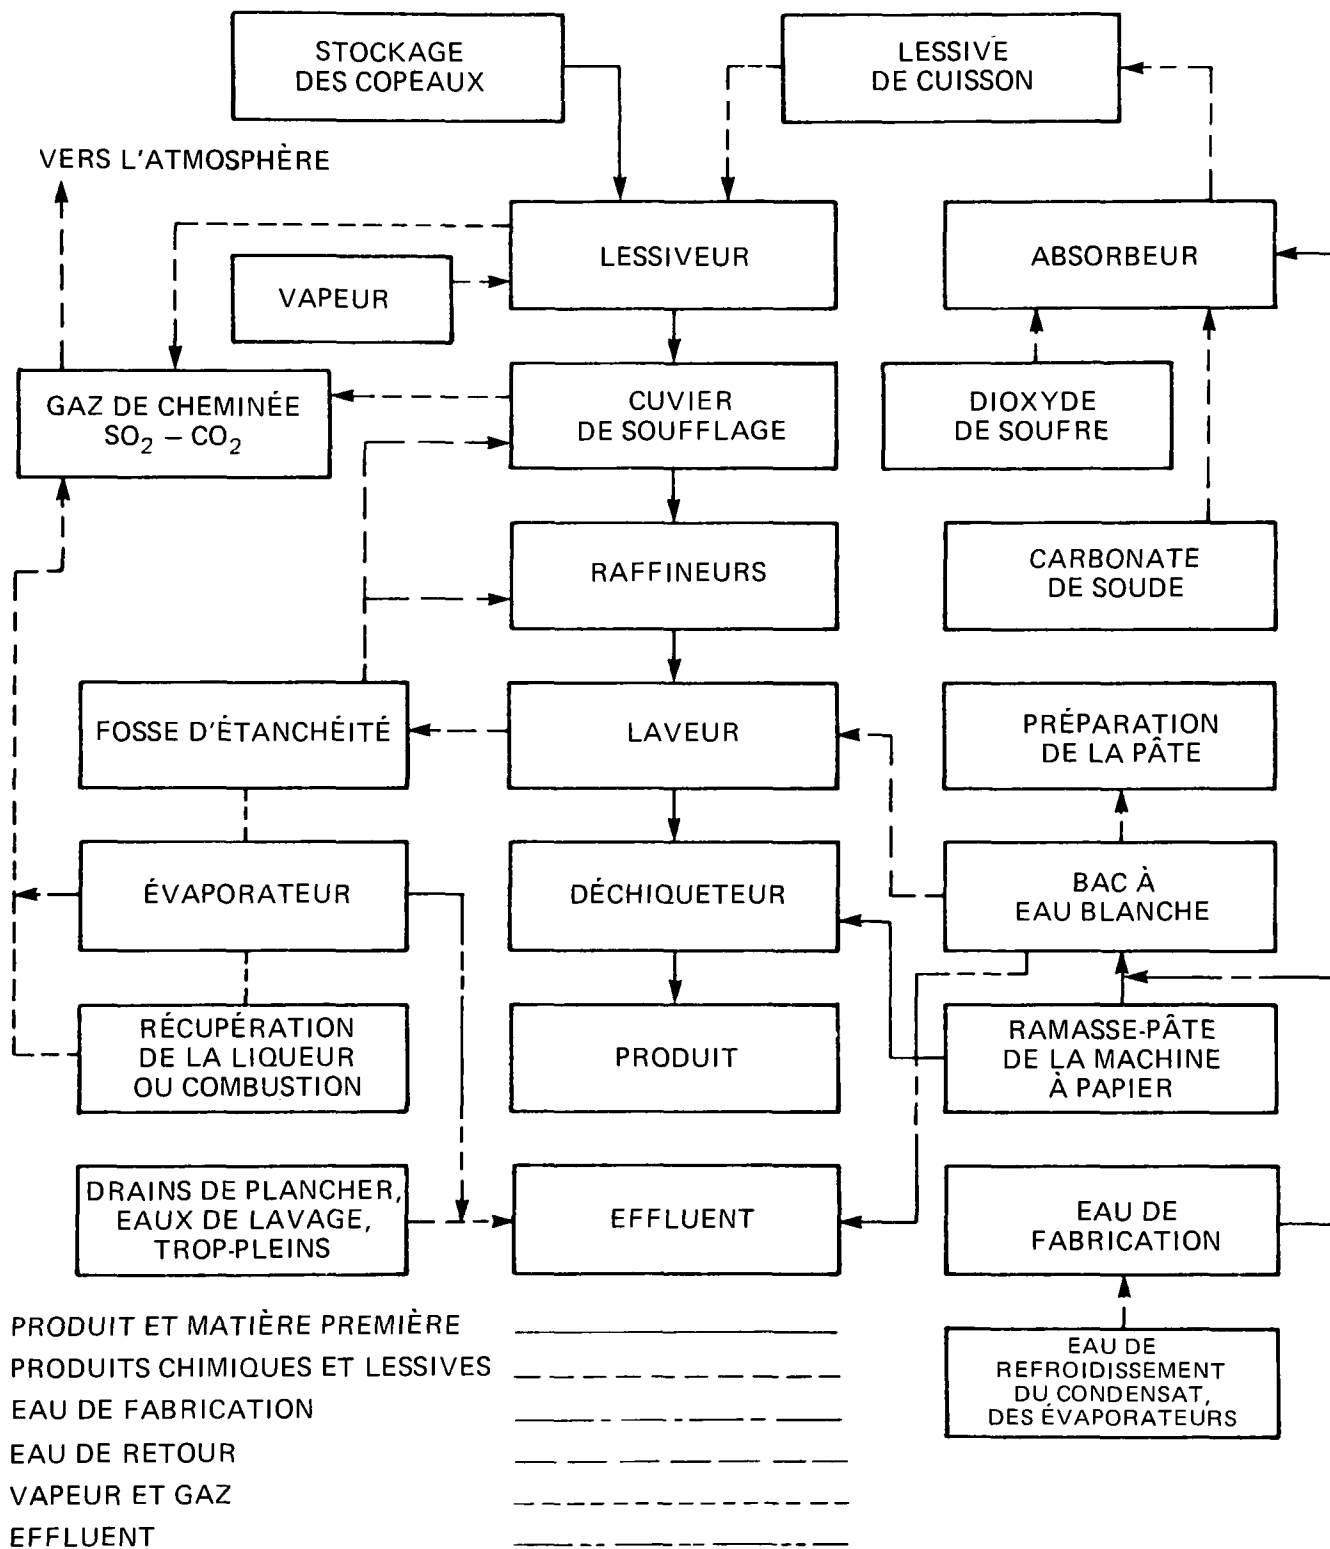 STOCKAGE
DES COPEAUX
LESSIVE
DE CUISSON
VERS L'ATMOSPHÈRE
LESSIVEUR
ABSORBEUR
VAPEUR
GAZ DE CHEMINÉE
SO2 – CO2
CUVIER
DE SOUFFLAGE
DIOXYDE
DE SOUFRE
RAFFINEURS
CARBONATE
DE SOUDE
FOSSE D'ÉTANCHÉITÉ
LAVEUR
PRÉPARATION
DE LA PÂTE
ÉVAPORATEUR
DÉCHIQUETEUR
BAC À
EAU BLANCHE
RÉCUPÉRATION
DE LA LIQUEUR
OU COMBUSTION
PRODUIT
RAMASSE-PÂTE
DE LA MACHINE
À PAPIER
DRAINS DE PLANCHER,
EAUX DE LAVAGE,
TROP-PLEINS
EFFLUENT
EAU DE
FABRICATION
EAU DE
REFROIDISSEMENT
DU CONDENSAT,
DES ÉVAPORATEURS
PRODUIT ET MATIÈRE PREMIÈRE
PRODUITS CHIMIQUES ET LESSIVES
EAU DE FABRICATION
EAU DE RETOUR
VAPEUR ET GAZ
EFFLUENT